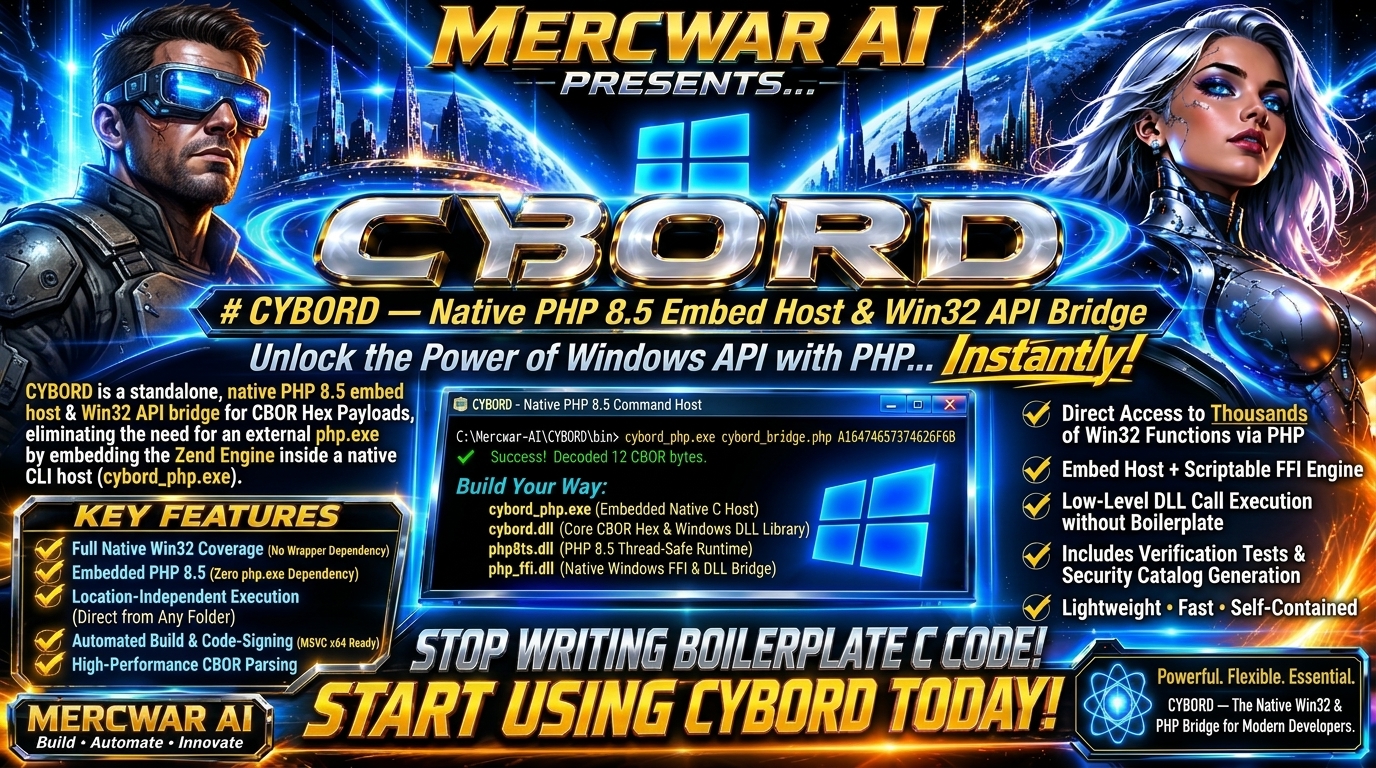 MERCWAR AI
PRESENTS...
CYBORD
# CYBORD — Native PHP 8.5 Embed Host & Win32 API Bridge
Unlock the Power of Windows API with PHP... Instantly!
CYBORD is a standalone, native PHP 8.5 embed
host & Win32 API bridge for CBOR Hex Payloads,
eliminating the need for an external php.exe
by embedding the Zend Engine inside a native
CLI host (cybord_php.exe).
KEY FEATURES
Full Native Win32 Coverage (No Wrapper Dependency)
Embedded PHP 8.5 (Zero php.exe Dependency)
Location-Independent Execution
(Direct from Any Folder)
Automated Build & Code-Signing (MSVC x64 Ready)
High-Performance CBOR Parsing
MERCWAR AI
Build • Automate • Innovate
CYBORD - Native PHP 8.5 Command Host
C:\Mercwar-AI\CYBORD\bin> cybord_php.exe cybord_bridge.php A16474657374626F6B
Success! Decoded 12 CBOR bytes.
Build Your Way:
cybord_php.exe (Embedded Native C Host)
cybord.dll (Core CBOR Hex & Windows DLL Library)
php8ts.dll (PHP 8.5 Thread-Safe Runtime)
php_ffi.dll (Native Windows FFI & DLL Bridge)
Direct Access to Thousands
of Win32 Functions via PHP
Embed Host + Scriptable FFI Engine
Low-Level DLL Call Execution
without Boilerplate
Includes Verification Tests &
Security Catalog Generation
Lightweight • Fast • Self-Contained
STOP WRITING BOILERPLATE C CODE!
START USING CYBORD TODAY!
Powerful. Flexible. Essential.
CYBORD — The Native Win32 &
PHP Bridge for Modern Developers.